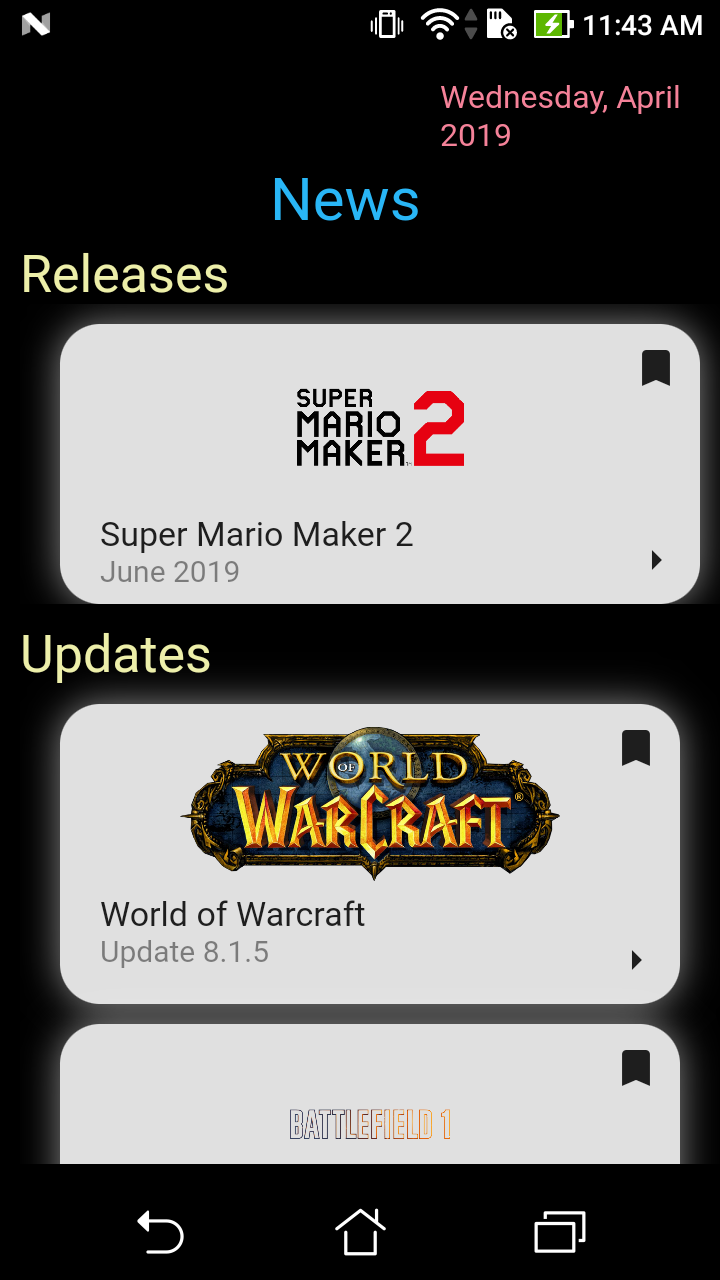 11:43 AM
Wednesday, April
2019
News
Releases
SUPER
MARIO
MAKER 2
Super Mario Maker 2
June 2019
Updates
WORLD
OF
WARCRAFT®
World of Warcraft
Update 8.1.5
BATTLEFIELD 1